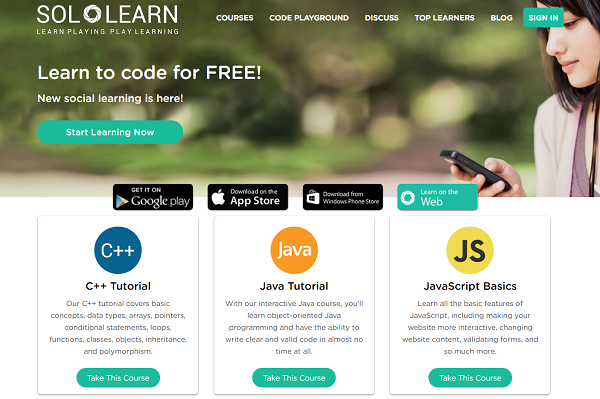 SOLOLEARN
LEARN PLAYING. PLAY LEARNING
COURSES CODE PLAYGROUND DISCUSS TOP LEARNERS BLOG SIGN IN
Learn to code for FREE!
New social learning is here!
Start Learning Now
GET IT ON
Google play
Download on the
App Store
Download from
Windows Phone Store
Learn on the
Web
C++
C++ Tutorial
Our C++ tutorial covers basic
concepts, data types, arrays, pointers,
conditional statements, loops,
functions, classes, objects, inheritance,
and polymorphism.
Take This Course
Java
Java Tutorial
With our interactive Java course, you'll
learn object-oriented Java
programming and have the ability to
write clear and valid code in almost no
time at all.
Take This Course
JS
JavaScript Basics
Learn all the basic features of
JavaScript, including making your
website more interactive, changing
website content, validating forms, and
so much more.
Take This Course